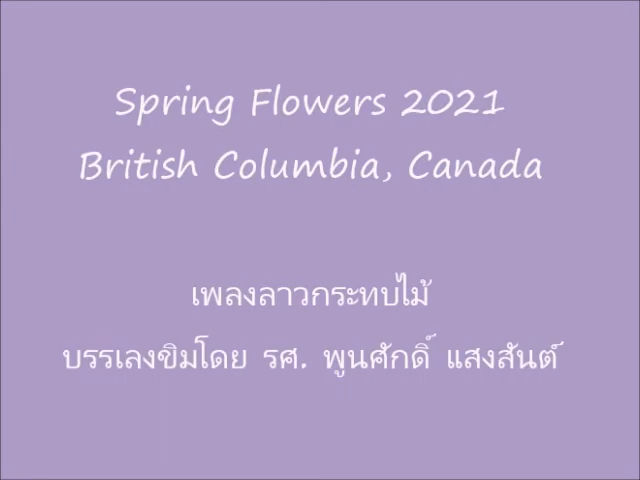 Spring Flowers 2021
British Columbia, Canada
เพลงลาวกระทบไม้
บรรเลงขิมโดย รศ. พูนศักดิ์ แสงสันต์